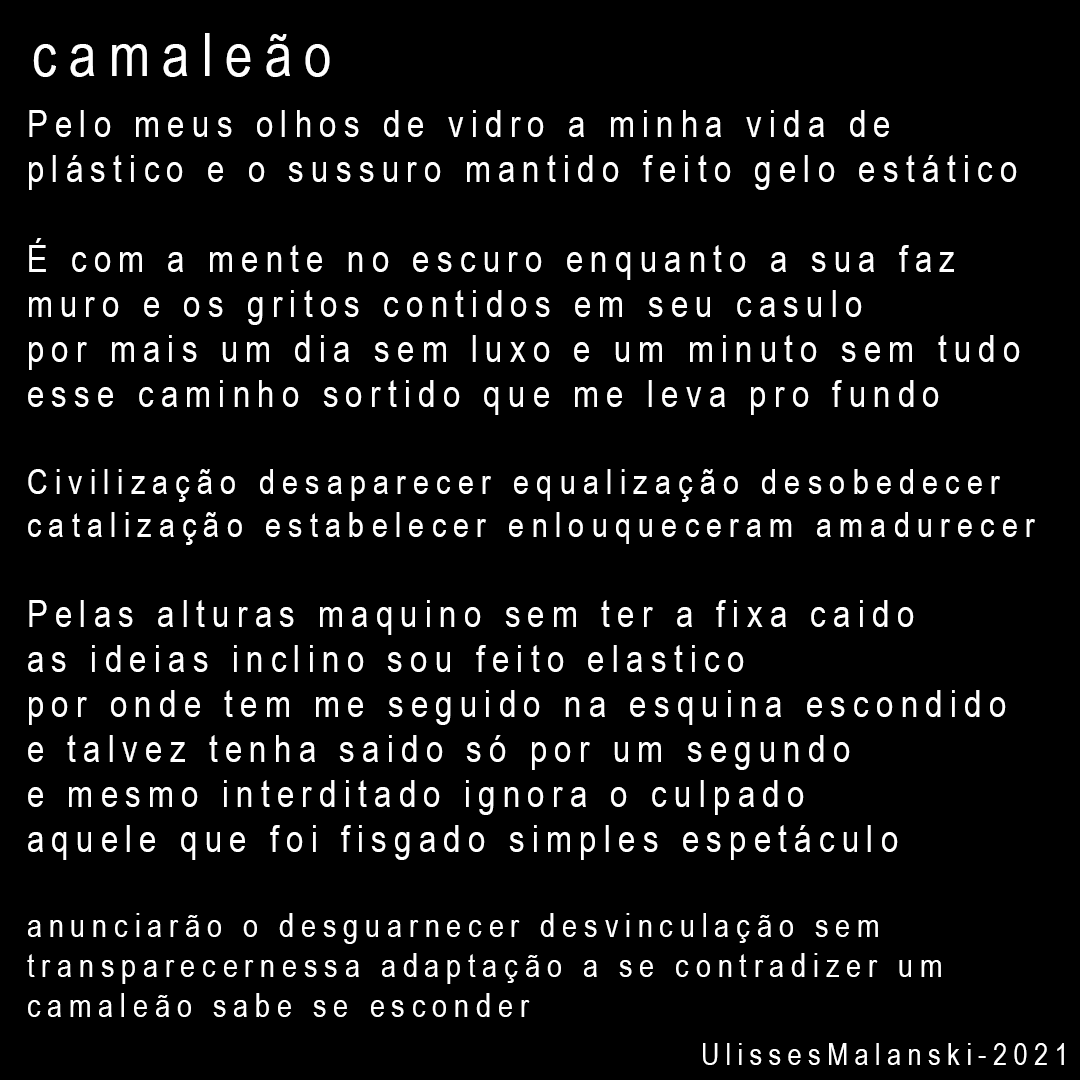 camaleão
Pelo meus olhos de vidro a minha vida de
plástico e o sussuro mantido feito gelo estático
É com a mente no escuro enquanto a sua faz
muro e os gritos contidos em seu casulo
por mais um dia sem luxo e um minuto sem tudo
esse caminho sortido que me leva pro fundo
Civilização desaparecer equalização desobedecer
catalização estabelecer enlouqueceram amadurecer
Pelas alturas maquino sem ter a fixa caido
as ideias inclino sou feito elastico
por onde tem me seguido na esquina escondido
e talvez tenha saido só por um segundo
e mesmo interditado ignora o culpado
aquele que foi fisgado simples espetáculo
anunciarão o desguarnecer desvinculação sem
transparecernessa adaptação a se contradizer um
camaleão sabe se esconder
UlissesMalanski-2021